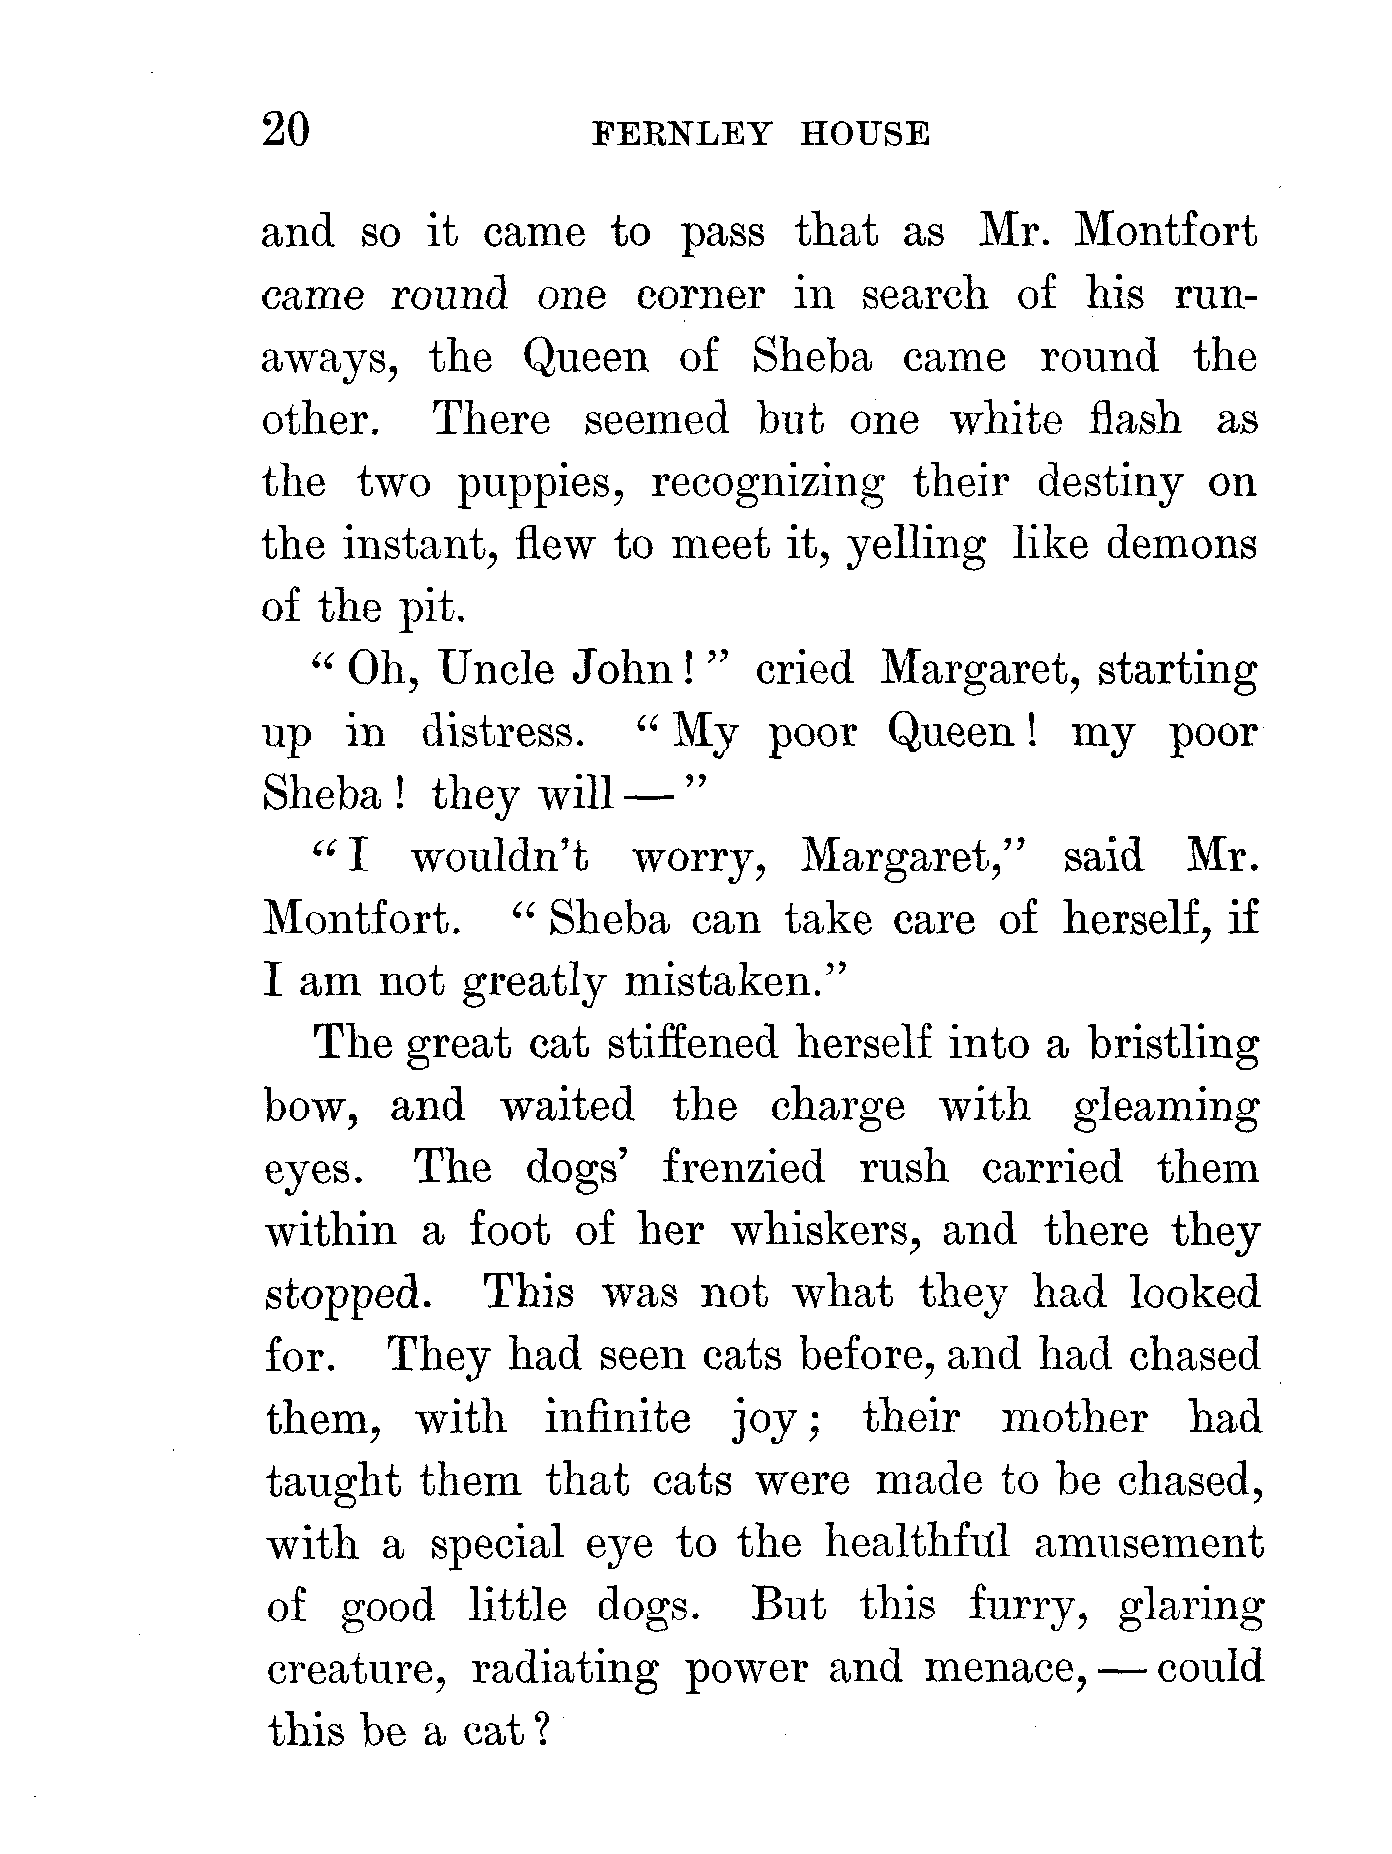 20 FERNLEY HOUSE
and so it came to pass that as Mr. Montfort
came round one corner in search of his run-
aways, the Queen of Sheba came round the
other. There seemed but one white flash as
the two puppies, recognizing their destiny on
the instant, flew to meet it, yelling like demons
of the pit.
“ Oh, Uncle John ! ” cried Margaret, starting
up in distress. “ My poor Queen ! my poor
Sheba ! they will — ”
“ I wouldn’t worry, Margaret,” said Mr.
Montfort. “ Sheba can take care of herself, if
I am not greatly mistaken.”
The great cat stiffened herself into a bristling
bow, and waited the charge with gleaming
eyes. The dogs’ frenzied rush carried them
within a foot of her whiskers, and there they
stopped. This was not what they had looked
for. They had seen cats before, and had chased
them, with infinite joy ; their mother had
taught them that cats were made to be chased,
with a special eye to the healthful amusement
of good little dogs. But this furry, glaring
creature, radiating power and menace, — could
this be a cat ?